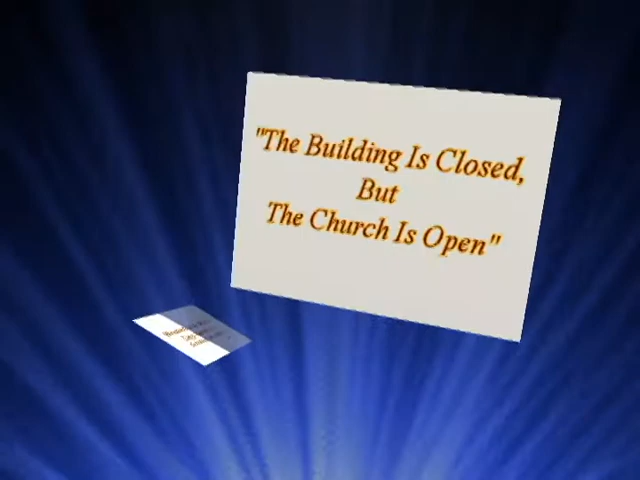 "The Building Is Closed,
But
The Church Is Open"